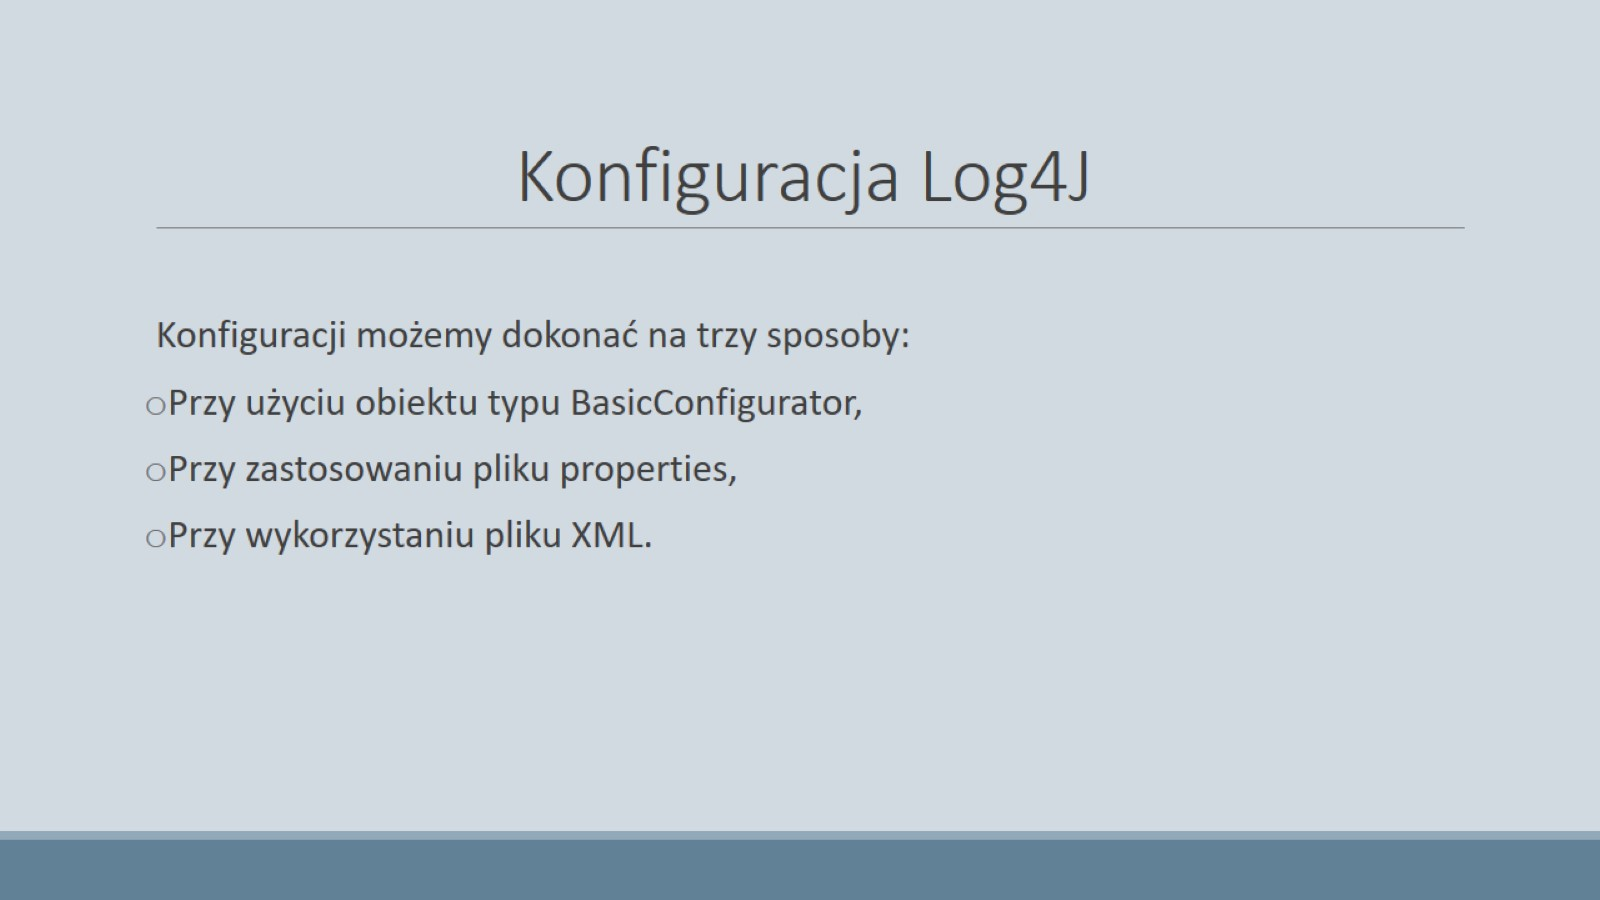 Konfiguracja Log4J
Konfiguracji możemy dokonać na trzy sposoby:
oPrzy użyciu obiektu typu BasicConfigurator,
oPrzy zastosowaniu pliku properties,
oPrzy wykorzystaniu pliku XML.